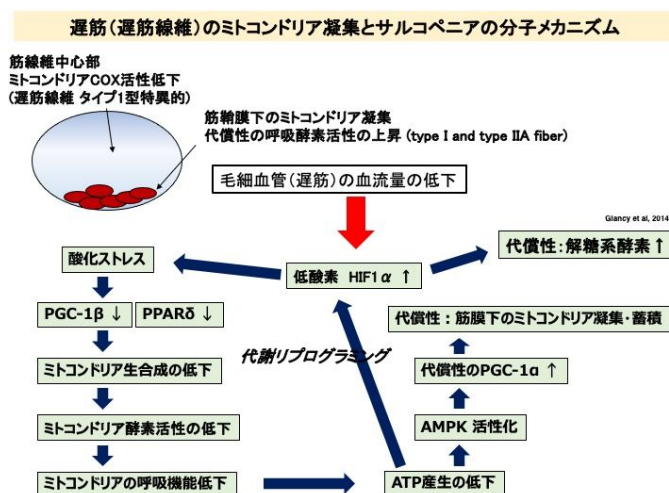 遅筋（遅筋線維）のミトコンドリア凝集とサルコペニアの分子メカニズム
筋線維中心部
ミトコンドリアCOX活性低下
(遅筋線維 タイプ1型特異的)
筋鞘膜下のミトコンドリア凝集
代償性の呼吸酵素活性の上昇 (type I and type IIA fiber)
毛細血管（遅筋）の血流量の低下
Glancy et al, 2014
代償性：解糖系酵素↑
酸化ストレス
低酸素 HIF1α ↑
PGC-1β ↓
PPARδ ↓
代償性：筋膜下のミトコンドリア凝集・蓄積
代謝リプログラミング
ミトコンドリア生合成の低下
代償性のPGC-1α ↑
ミトコンドリア酵素活性の低下
AMPK 活性化
ミトコンドリアの呼吸機能低下
ATP産生の低下